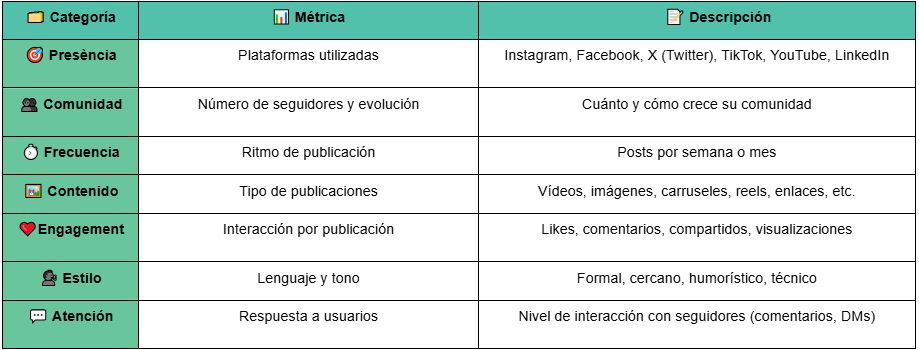 🗂️ Categoría 📊 Métrica 📝 Descripción
🎯 Presència Plataformas utilizadas Instagram, Facebook, X (Twitter), TikTok, YouTube, LinkedIn
👥 Comunidad Número de seguidores y evolución Cuánto y cómo crece su comunidad
⏱️ Frecuencia Ritmo de publicación Posts por semana o mes
🖼️ Contenido Tipo de publicaciones Vídeos, imágenes, carruseles, reels, enlaces, etc.
❤️Engagement Interacción por publicación Likes, comentarios, compartidos, visualizaciones
🗣️ Estilo Lenguaje y tono Formal, cercano, humorístico, técnico
💬 Atención Respuesta a usuarios Nivel de interacción con seguidores (comentarios, DMs)